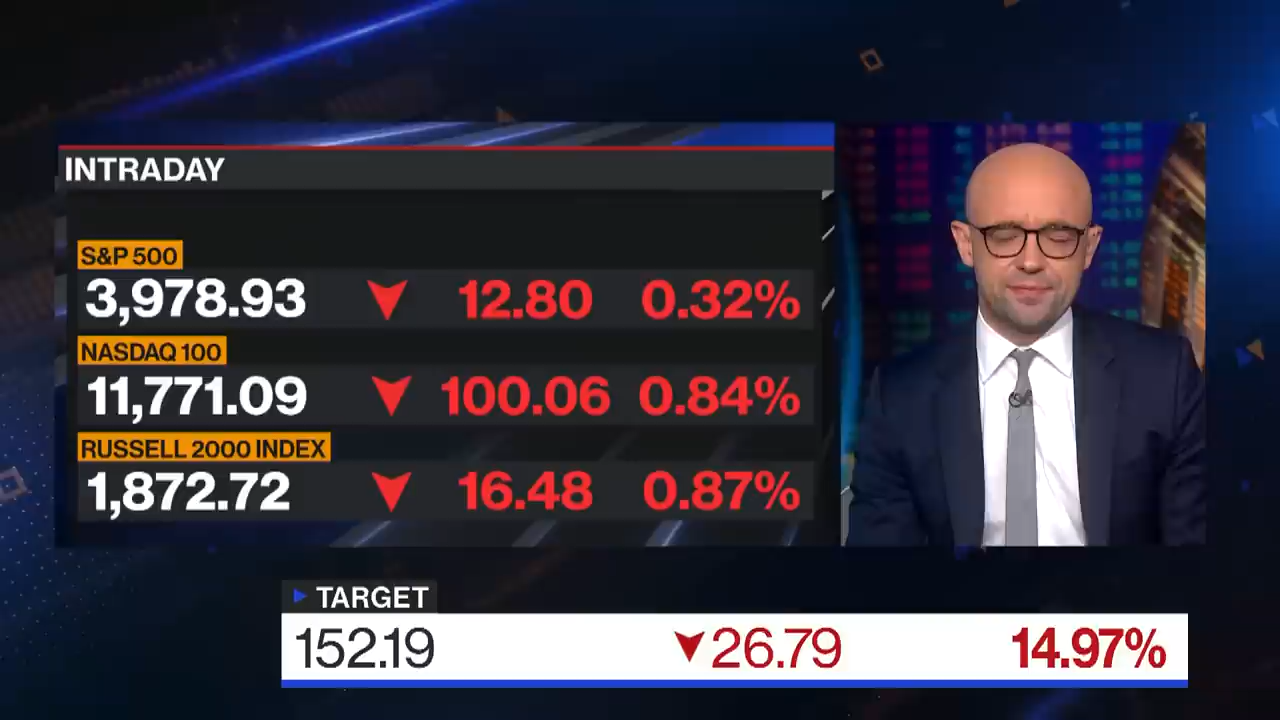 INTRADAY
S&P 500
3,978.93 ▼ 12.80 0.32%
NASDAQ 100
11,771.09 ▼ 100.06 0.84%
RUSSELL 2000 INDEX
1,872.72 ▼ 16.48 0.87%
▶ TARGET
152.19 ▼26.79 14.97%